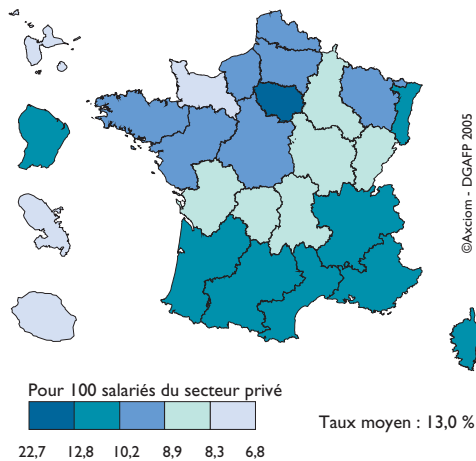 ©Axciom - DGAFP 2005
Pour 100 salariés du secteur privé
22,7 12,8 10,2 8,9 8,3 6,8
Taux moyen : 13,0 %